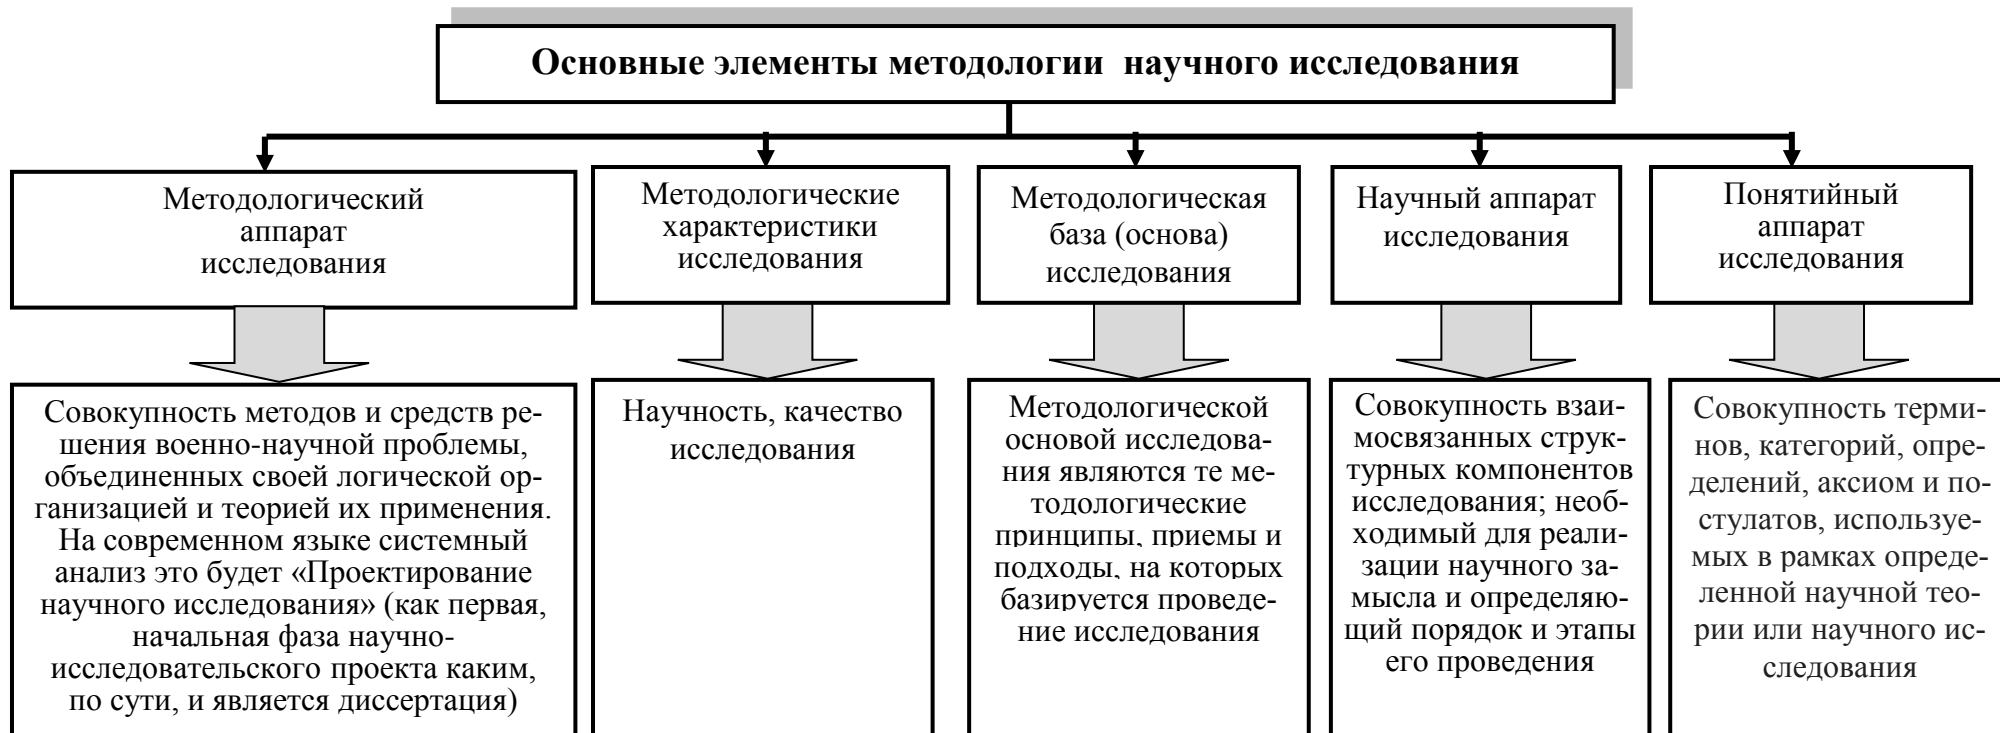 Основные элементы методологии научного исследования
Методологический
аппарат
исследования
Методологические
характеристики
исследования
Методологическая
база (основа)
исследования
Научный аппарат
исследования
Понятийный
аппарат
исследования
Совокупность методов и средств ре-
шения военно-научной проблемы,
объединенных своей логической ор-
ганизацией и теорией их применения.
На современном языке системный
анализ это будет «Проектирование
научного исследования» (как первая,
начальная фаза научно-
исследовательского проекта каким,
по сути, и является диссертация)
Научность, качество
исследования
Методологической
основой исследова-
ния являются те ме-
тодологические
принципы, приемы и
подходы, на которых
базируется проведе-
ние исследования
Совокупность взаи-
мосвязанных струк-
турных компонентов
исследования; необ-
ходимый для реали-
зации научного за-
мысла и определяю-
щий порядок и этапы
его проведения
Совокупность терми-
нов, категорий, опре-
делений, аксиом и по-
стулатов, используе-
мых в рамках опреде-
ленной научной тео-
рии или научного ис-
следования